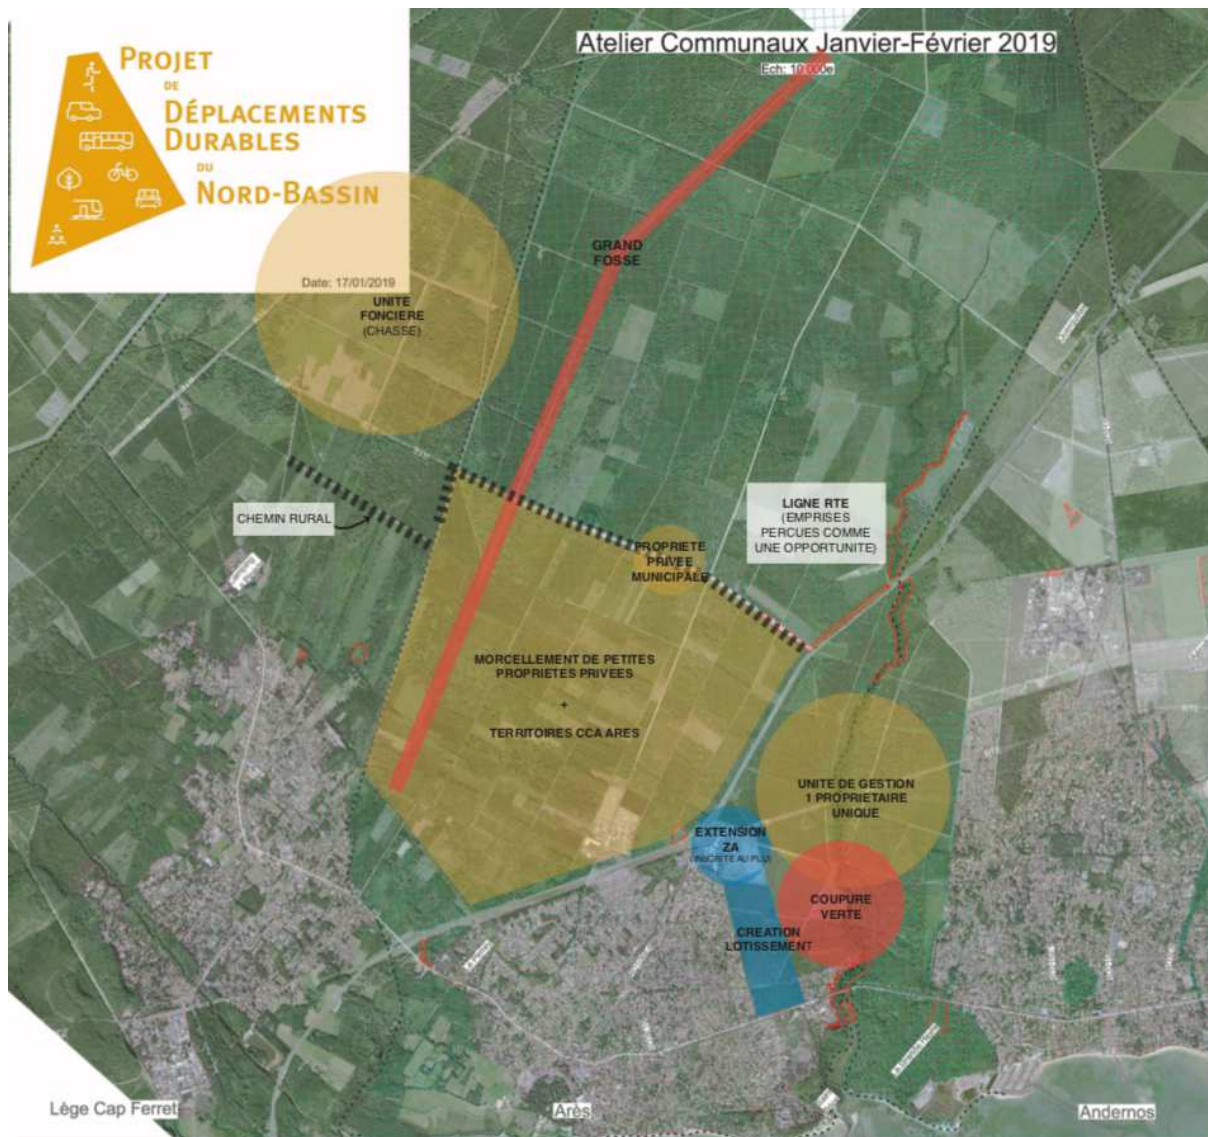 PROJET
DE
DÉPLACEMENTS
DURABLES
DU
NORD-BASSIN
Date: 17/01/2019
Atelier Communaux Janvier-Février 2019
Ech: 10 000e
GRAND
FOSSE
UNITE
FONCIERE
(CHASSE)
CHEMIN RURAL
LIGNE RTE
(EMPRISES
PERCUES COMME
UNE OPPORTUNITE)
PROPRIETE
PRIVEE
MUNICIPALE
MORCELLEMENT DE PETITES
PROPRIETES PRIVEES
+
TERRITOIRES CCA ARES
UNITE DE GESTION
1 PROPRIETAIRE
UNIQUE
EXTENSION
ZA
(INSCRITE AU PLU)
COUPURE
VERTE
CREATION
LOTISSEMENT
Lège Cap Ferret
Arès
Andernos